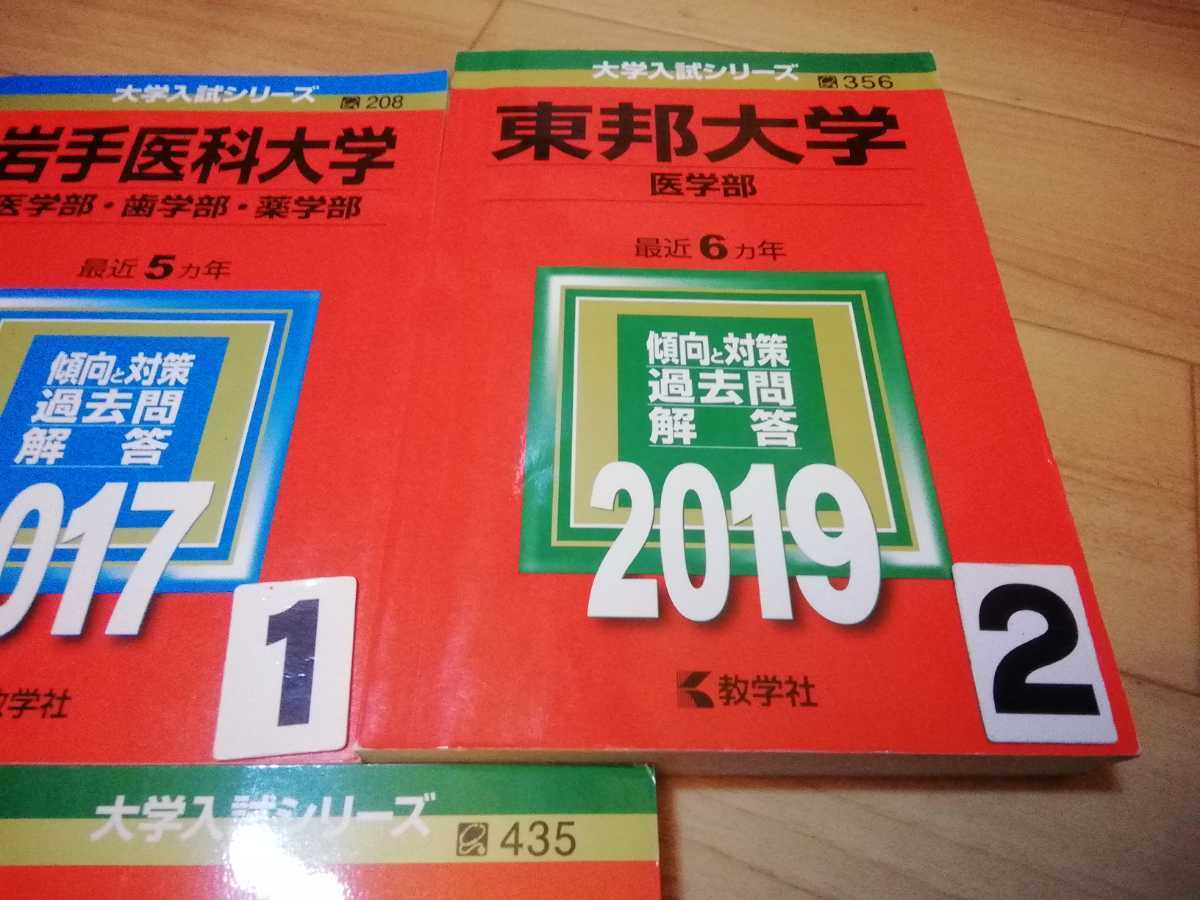 大学入試シリーズ
208
岩手医科大学
医学部・歯学部・薬学部
最近5ヵ年
傾向と対策
過去問
解答
017
1
教学社
大学入試シリーズ
356
東邦大学
医学部
最近6ヵ年
傾向と対策
過去問
解答
2019
2
教学社
大学入試シリーズ
435